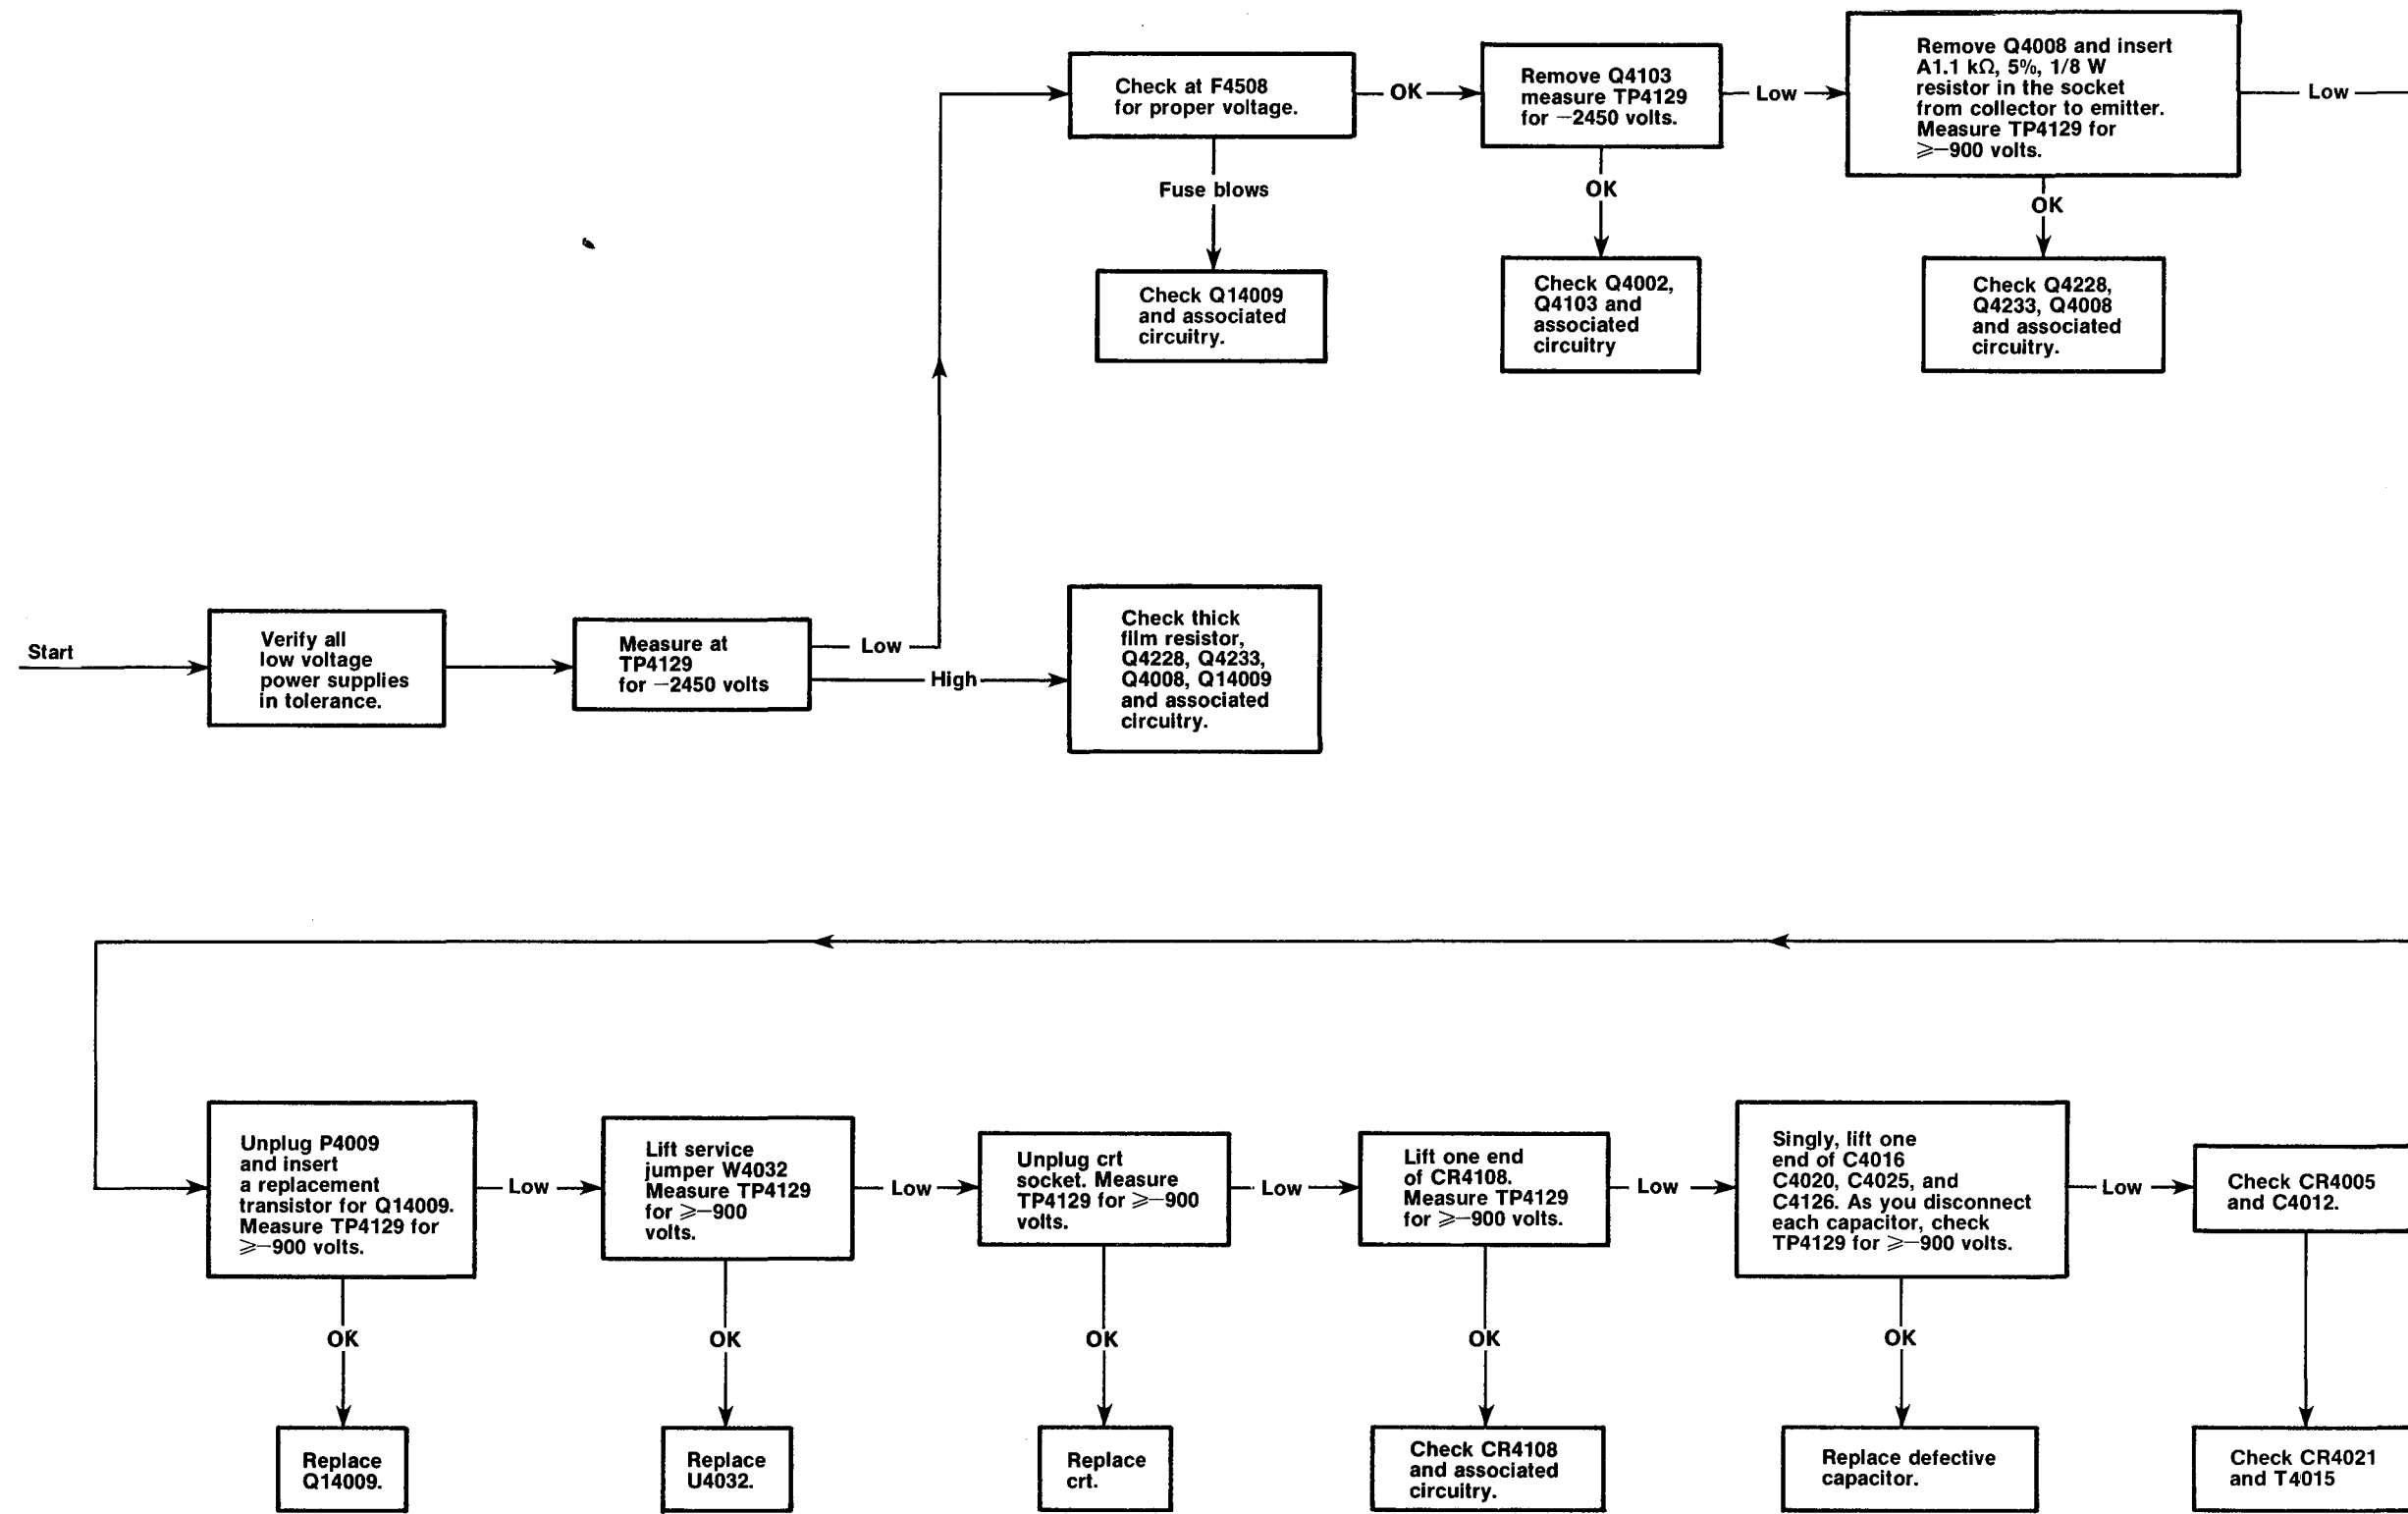 Check at F4508
for proper voltage.
OK
Remove Q4103
measure TP4129
for −2450 volts.
Low
Remove Q4008 and insert
A1.1 kΩ, 5%, 1/8 W
resistor in the socket
from collector to emitter.
Measure TP4129 for
⩾−900 volts.
Low
Fuse blows
OK
OK
Check Q14009
and associated
circuitry.
Check Q4002,
Q4103 and
associated
circuitry
Check Q4228,
Q4233, Q4008
and associated
circuitry.
Start
Verify all
low voltage
power supplies
in tolerance.
Measure at
TP4129
for −2450 volts
Low
High
Check thick
film resistor,
Q4228, Q4233,
Q4008, Q14009
and associated
circuitry.
Unplug P4009
and insert
a replacement
transistor for Q14009.
Measure TP4129 for
⩾−900 volts.
Low
Lift service
jumper W4032
Measure TP4129
for ⩾−900
volts.
Low
Unplug crt
socket. Measure
TP4129 for ⩾−900
volts.
Low
Lift one end
of CR4108.
Measure TP4129
for ⩾−900 volts.
Low
Singly, lift one
end of C4016
C4020, C4025, and
C4126. As you disconnect
each capacitor, check
TP4129 for ⩾−900 volts.
Low
Check CR4005
and C4012.
OK
OK
OK
OK
OK
Replace
Q14009.
Replace
U4032.
Replace
crt.
Check CR4108
and associated
circuitry.
Replace defective
capacitor.
Check CR4021
and T4015